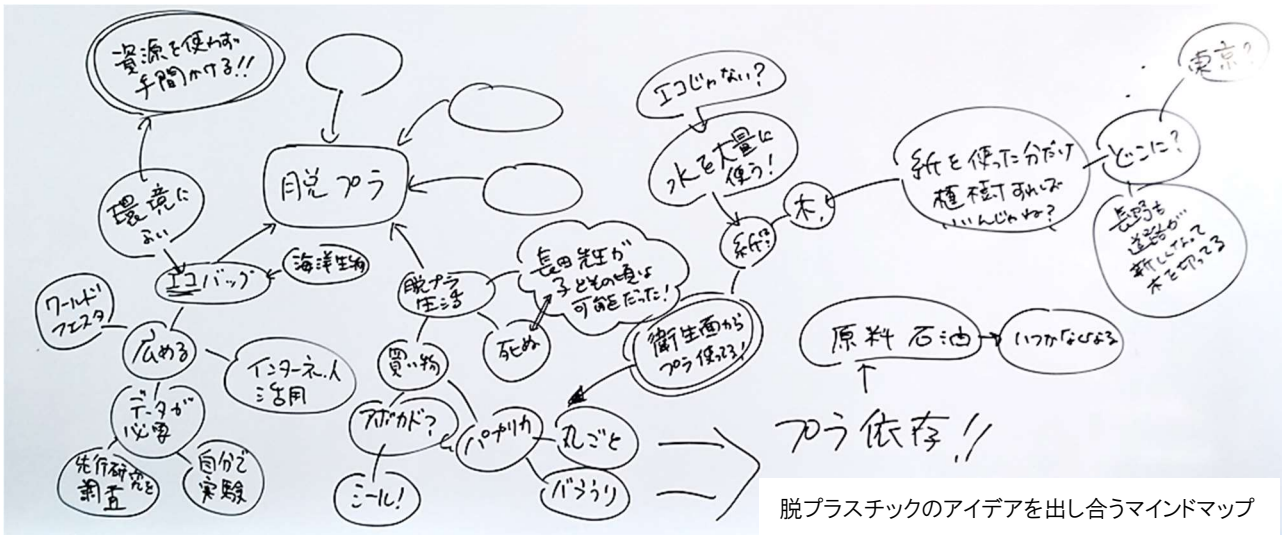 資源を使わず
手間かける!!
脱プラ
環境に
よい
エコバッグ
海洋生物
ワールド
フェスタ
広める
インターネット
活用
データが
必要
先行研究を
調査
自分で
実験
脱プラ
生活
長田先生が
子どもの頃は
可能だった!
死ぬ
買い物
アボカド?
シール!
パプリカ
丸ごと
バラうり
エコじゃない?
水を大量に
使う!
紙?
木!
衛生面から
プラ使ってる!
紙を使った分だけ
植樹すれば
いいんじゃね?
どこに?
東京?
長野も
道路が…
新しくなって
木を切ってる
原料 石油
いつかなくなる
プラ依存!!
脱プラスチックのアイデアを出し合うマインドマップ